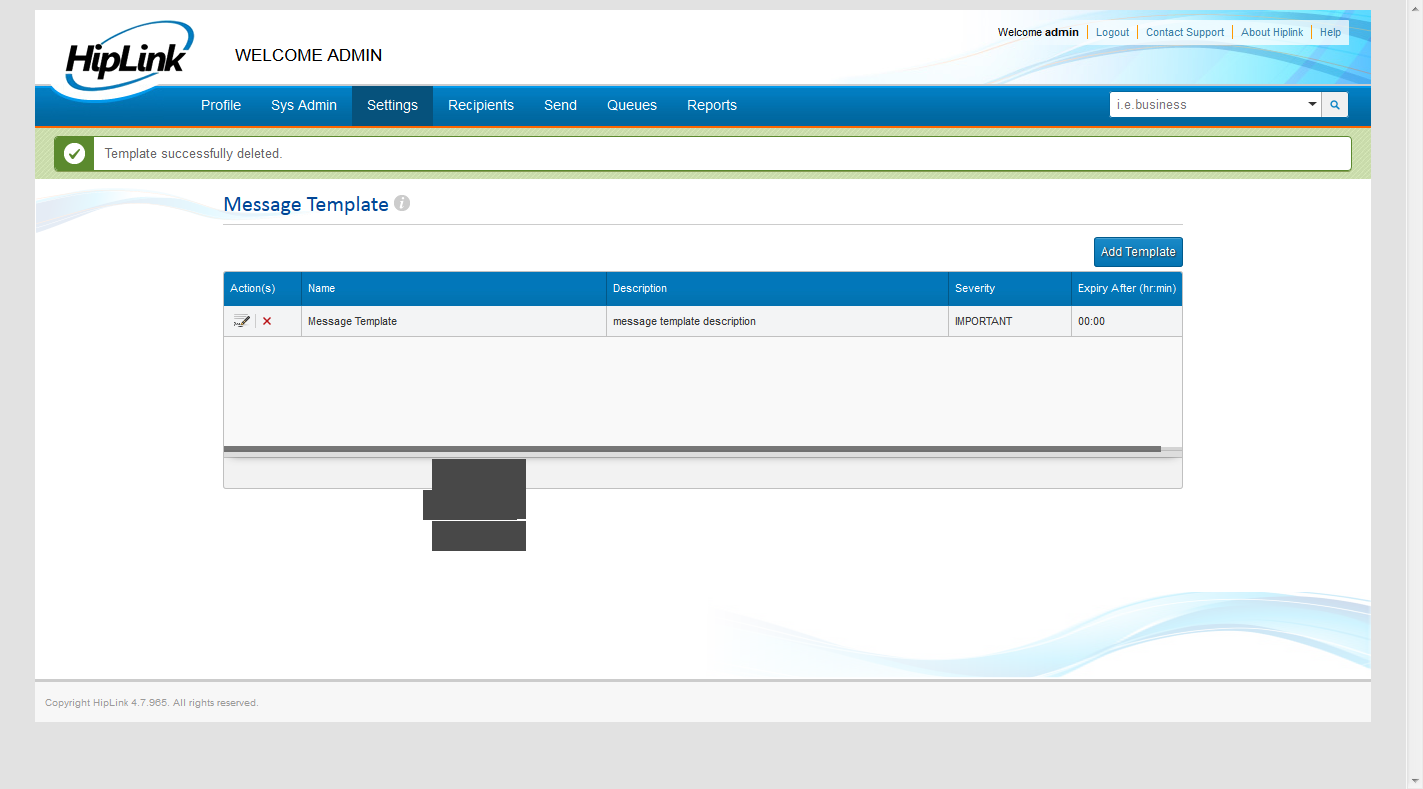 HipLink
WELCOME ADMIN
Welcome admin Logout Contact Support About Hiplink Help
Profile Sys Admin Settings Recipients Send Queues Reports i.e.business
Template successfully deleted.
Message Template i
Add Template
Action(s) Name Description Severity Expiry After (hr:min)
Message Template message template description IMPORTANT 00:00
Copyright HipLink 4.7.965. All rights reserved.